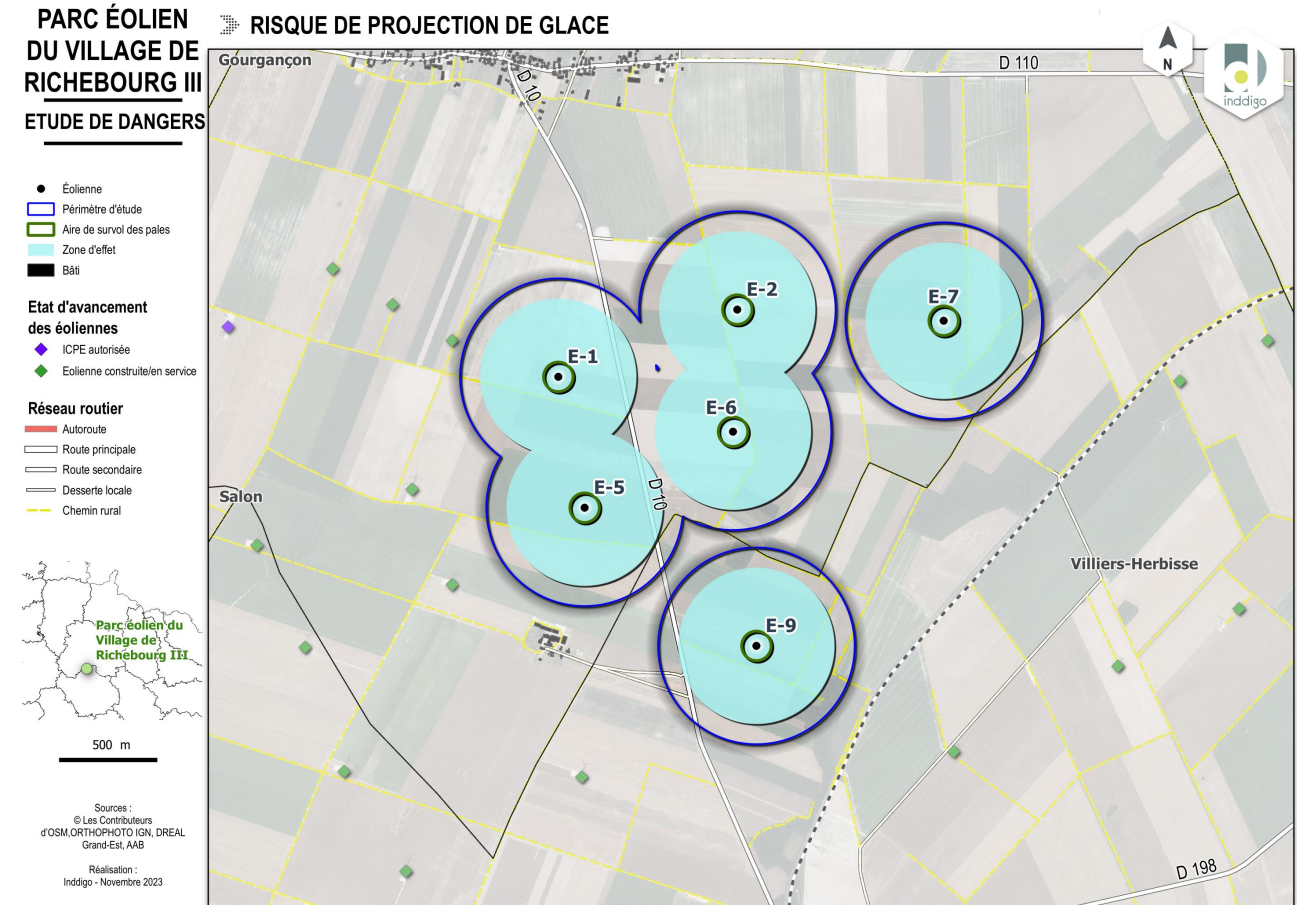 PARC ÉOLIEN
DU VILLAGE DE
RICHEBOURG III
ETUDE DE DANGERS
Éolienne
Périmètre d'étude
Aire de survol des pales
Zone d'effet
Bâti
Etat d'avancement
des éoliennes
ICPE autorisée
Eolienne construite/en service
Réseau routier
Autoroute
Route principale
Route secondaire
Desserte locale
Chemin rural
Parc éolien du
Village de
Richebourg III
500 m
Sources :
© Les Contributeurs
d'OSM,ORTHOPHOTO IGN, DREAL
Grand-Est, AAB
Réalisation :
Inddigo - Novembre 2023
RISQUE DE PROJECTION DE GLACE
Gourgançon
D 10
D 110
N
inddigo
E-2
E-7
E-1
E-6
E-5
D 10
Salon
Villiers-Herbisse
E-9
D 198